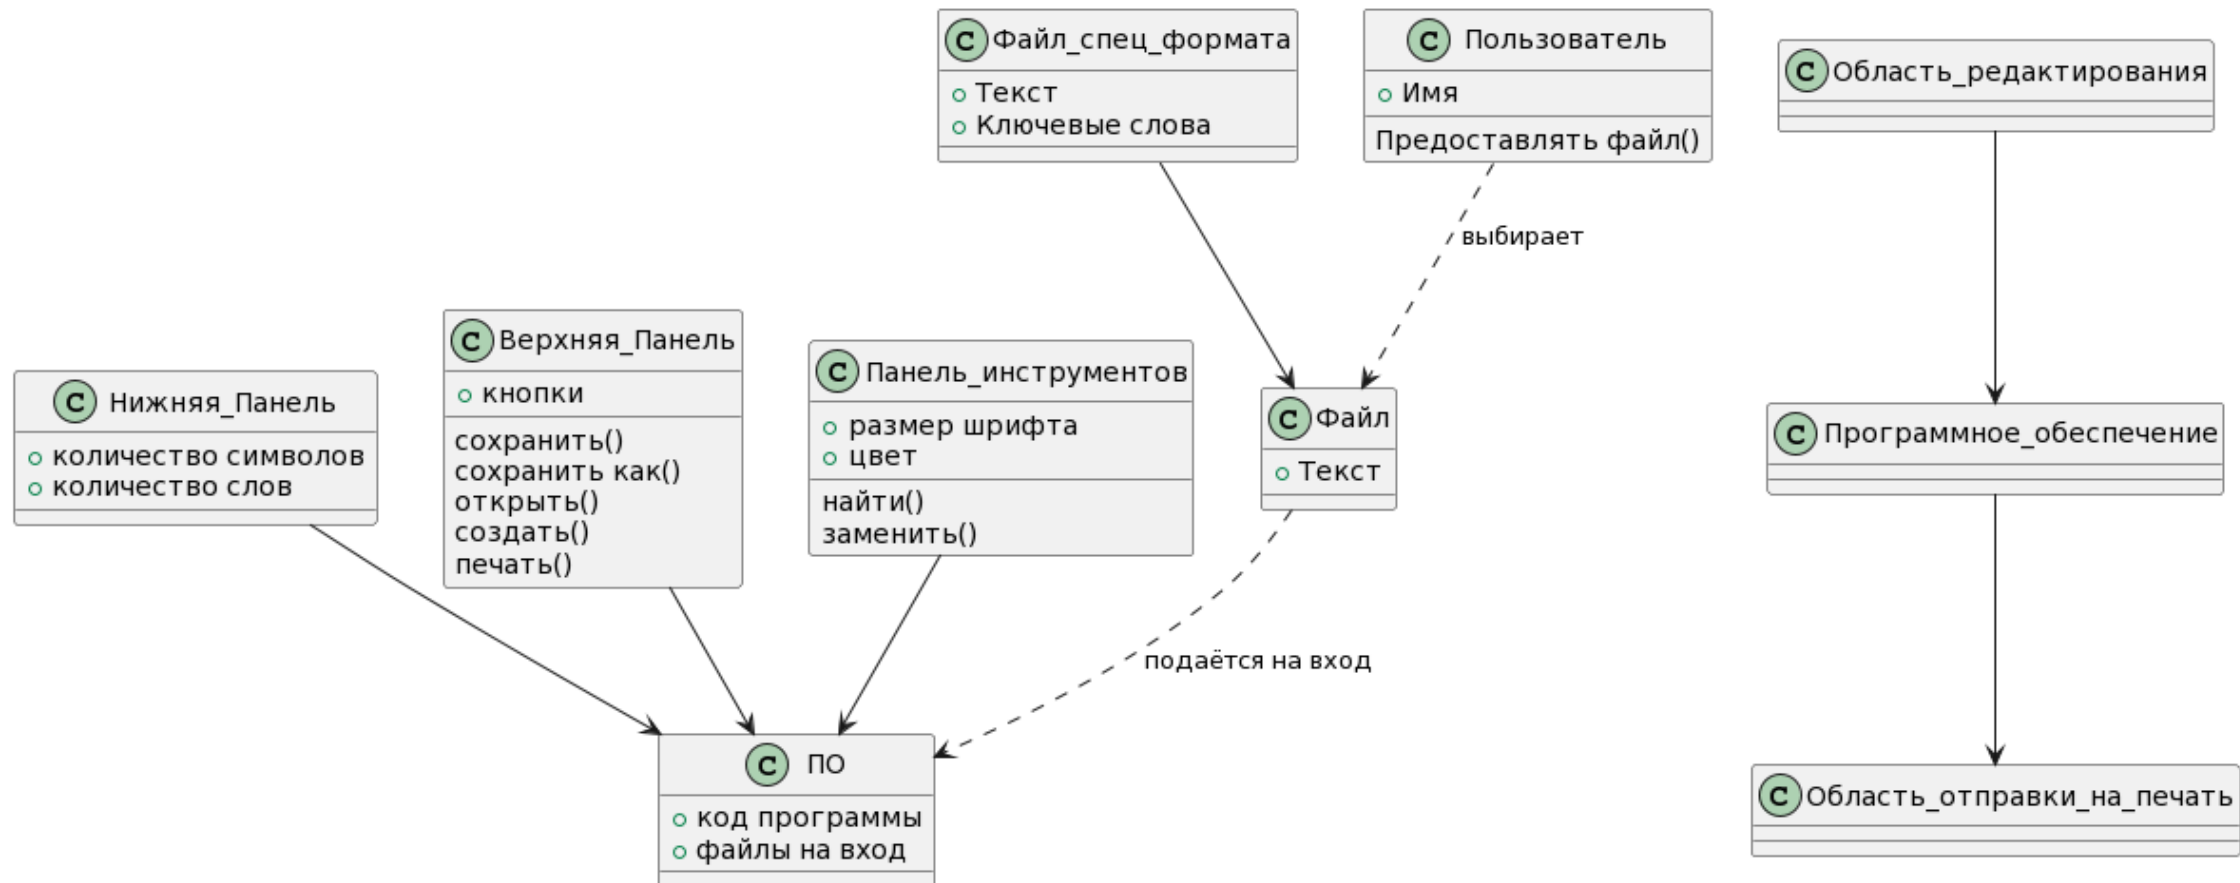 C Файл_спец_формата
Текст
Ключевые слова
C Пользователь
Имя
Предоставлять файл()
C Область_редактирования
выбирает
C Нижняя_Панель
количество символов
количество слов
C Верхняя_Панель
кнопки
сохранить()
сохранить как()
открыть()
создать()
печать()
C Панель_инструментов
размер шрифта
цвет
найти()
заменить()
C Файл
Текст
C Программное_обеспечение
подаётся на вход
C ПО
код программы
файлы на вход
C Область_отправки_на_печать